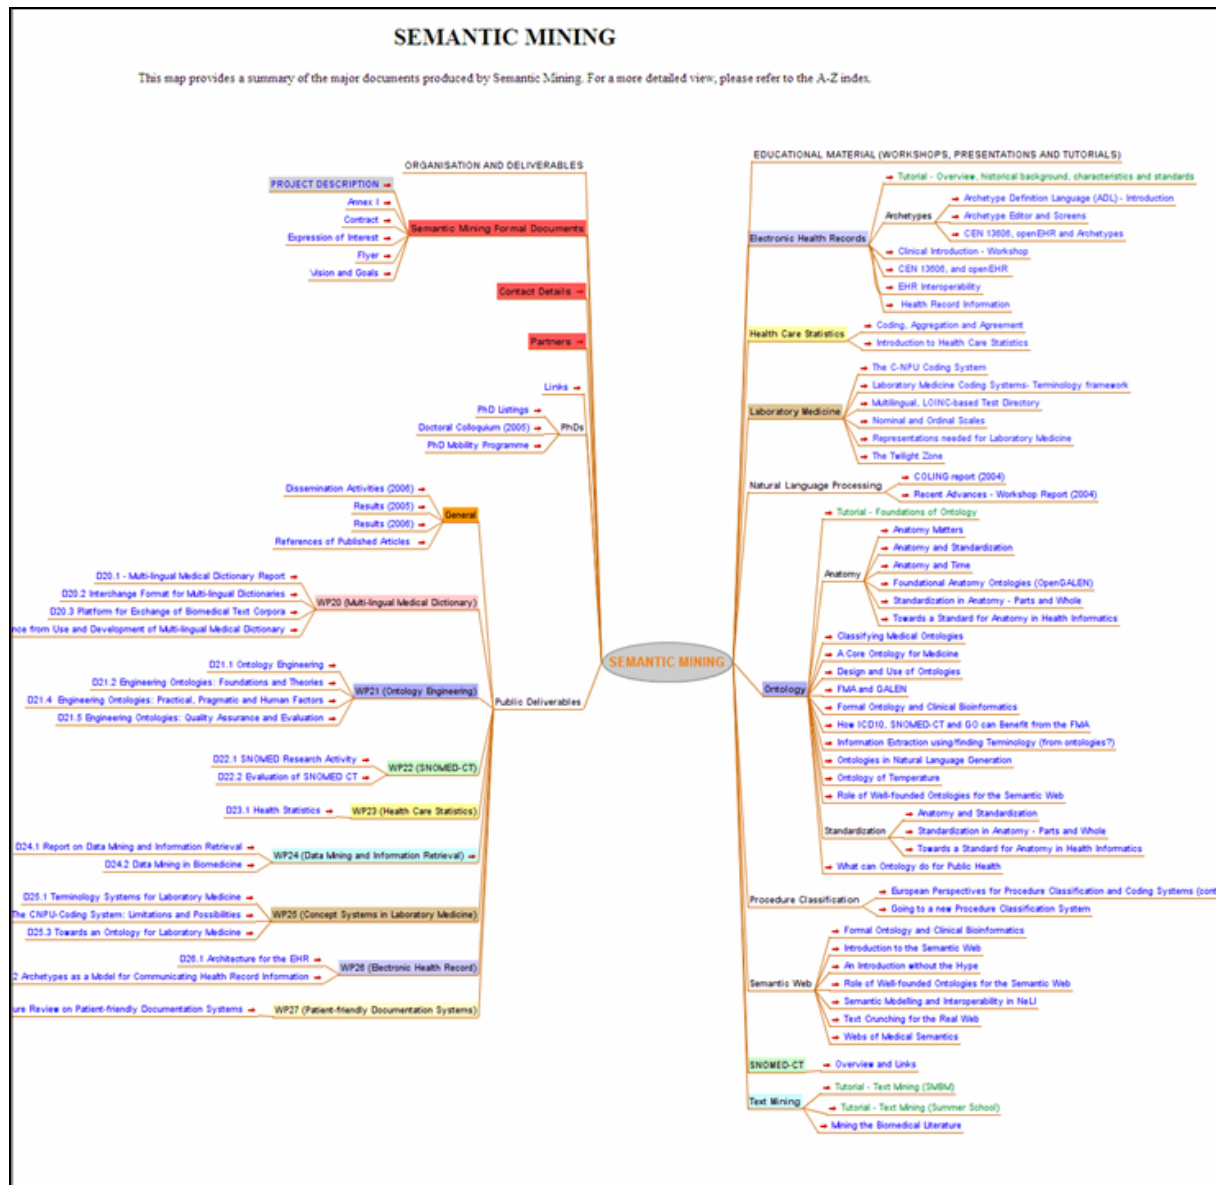 SEMANTIC MINING
This map provides a summary of the major documents produced by Semantic Mining. For a more detailed view, please refer to the A-Z index.
ORGANISATION AND DELIVERABLES
PROJECT DESCRIPTION
Annex I
Contract
Expression of Interest
Flyer
Vision and Goals
Semantic Mining Formal Documents
Contact Details
Partners
Links
PhD Listings
Doctoral Colloquium (2005)
PhD Mobility Programme
PhDs
Dissemination Activities (2006)
Results (2005)
Results (2006)
References of Published Articles
General
D20.1 - Multi-lingual Medical Dictionary Report
D20.2 Interchange Format for Multi-lingual Dictionaries
D20.3 Platform for Exchange of Biomedical Text Corpora
nce from Use and Development of Multi-lingual Medical Dictionary
WP20 (Multi-lingual Medical Dictionary)
D21.1 Ontology Engineering
D21.2 Engineering Ontologies: Foundations and Theories
D21.4 Engineering Ontologies: Practical, Pragmatic and Human Factors
D21.5 Engineering Ontologies: Quality Assurance and Evaluation
WP21 (Ontology Engineering)
Public Deliverables
D22.1 SNOMED Research Activity
D22.2 Evaluation of SNOMED CT
WP22 (SNOMED-CT)
D23.1 Health Statistics
WP23 (Health Care Statistics)
D24.1 Report on Data Mining and Information Retrieval
D24.2 Data Mining in Biomedicine
WP24 (Data Mining and Information Retrieval)
D25.1 Terminology Systems for Laboratory Medicine
The CNPU-Coding System: Limitations and Possibilities
D25.3 Towards an Ontology for Laboratory Medicine
WP25 (Concept Systems in Laboratory Medicine)
D26.1 Architecture for the EHR
2 Archetypes as a Model for Communicating Health Record Information
WP26 (Electronic Health Record)
ure Review on Patient-friendly Documentation Systems
WP27 (Patient-friendly Documentation Systems)
SEMANTIC MINING
EDUCATIONAL MATERIAL (WORKSHOPS, PRESENTATIONS AND TUTORIALS)
Electronic Health Records
Tutorial - Overview, historical background, characteristics and standards
Archetypes
Archetype Definition Language (ADL) - Introduction
Archetype Editor and Screens
CEN 13606, openEHR and Archetypes
Clinical Introduction - Workshop
CEN 13606, and openEHR
EHR Interoperability
Health Record Information
Health Care Statistics
Coding, Aggregation and Agreement
Introduction to Health Care Statistics
Laboratory Medicine
The C-NPU Coding System
Laboratory Medicine Coding Systems- Terminology framework
Multilingual, LOINC-based Test Directory
Nominal and Ordinal Scales
Representations needed for Laboratory Medicine
The Twilight Zone
Natural Language Processing
COLING report (2004)
Recent Advances - Workshop Report (2004)
Ontology
Tutorial - Foundations of Ontology
Anatomy
Anatomy Matters
Anatomy and Standardization
Anatomy and Time
Foundational Anatomy Ontologies (OpenGALEN)
Standardization in Anatomy - Parts and Whole
Towards a Standard for Anatomy in Health Informatics
Classifying Medical Ontologies
A Core Ontology for Medicine
Design and Use of Ontologies
FMA and GALEN
Formal Ontology and Clinical Bioinformatics
How ICD10, SNOMED-CT and GO can Benefit from the FMA
Information Extraction using/finding Terminology (from ontologies?)
Ontologies in Natural Language Generation
Ontology of Temperature
Role of Well-founded Ontologies for the Semantic Web
Standardization
Anatomy and Standardization
Standardization in Anatomy - Parts and Whole
Towards a Standard for Anatomy in Health Informatics
What can Ontology do for Public Health
Procedure Classification
European Perspectives for Procedure Classification and Coding Systems (cont
Going to a new Procedure Classification System
Semantic Web
Formal Ontology and Clinical Bioinformatics
Introduction to the Semantic Web
An Introduction without the Hype
Role of Well-founded Ontologies for the Semantic Web
Semantic Modelling and Interoperability in NeLI
Text Crunching for the Real Web
Webs of Medical Semantics
SNOMED-CT
Overview and Links
Text Mining
Tutorial - Text Mining (SMBM)
Tutorial - Text Mining (Summer School)
Mining the Biomedical Literature